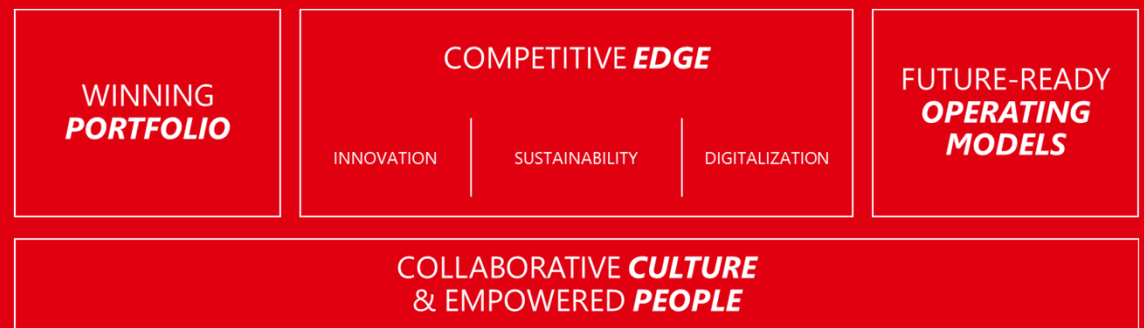 WINNING
PORTFOLIO
COMPETITIVE EDGE
INNOVATION
SUSTAINABILITY
DIGITALIZATION
FUTURE-READY
OPERATING
MODELS
COLLABORATIVE CULTURE
& EMPOWERED PEOPLE